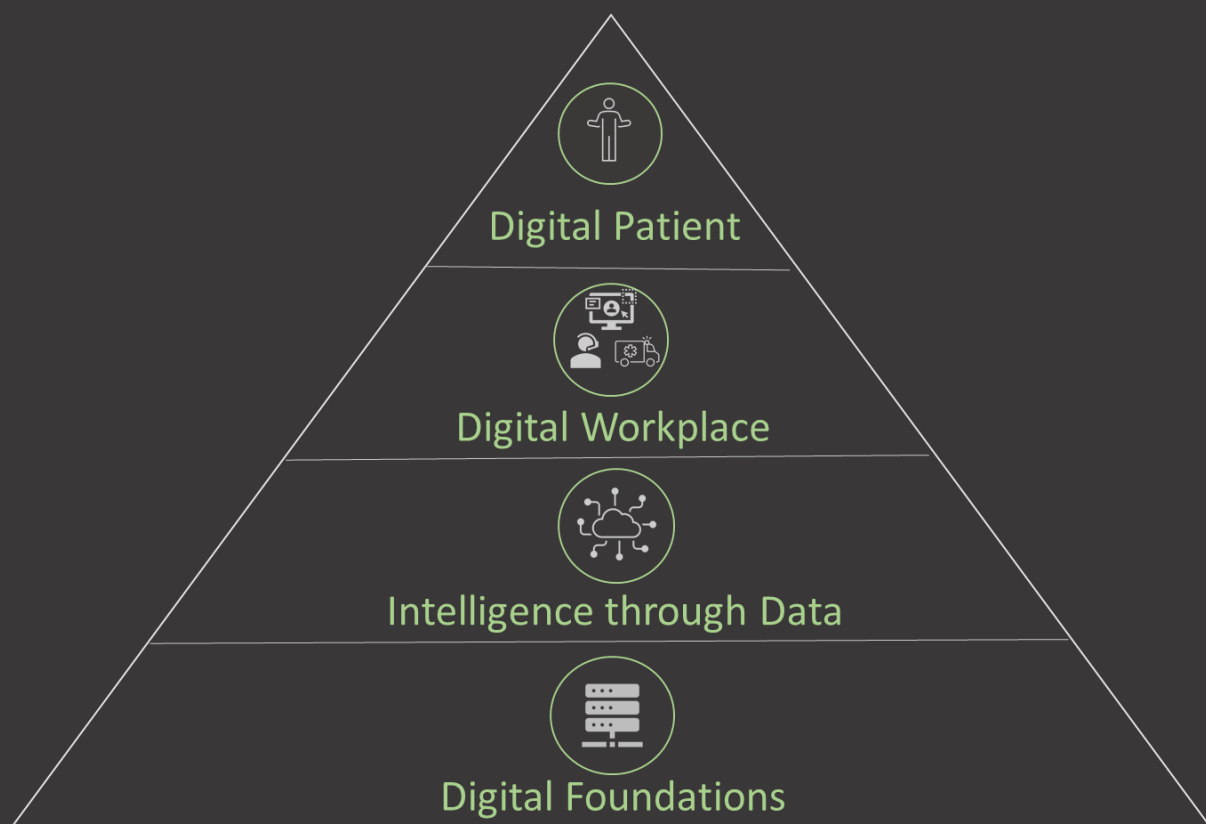 Digital Patient
Digital Workplace
Intelligence through Data
Digital Foundations